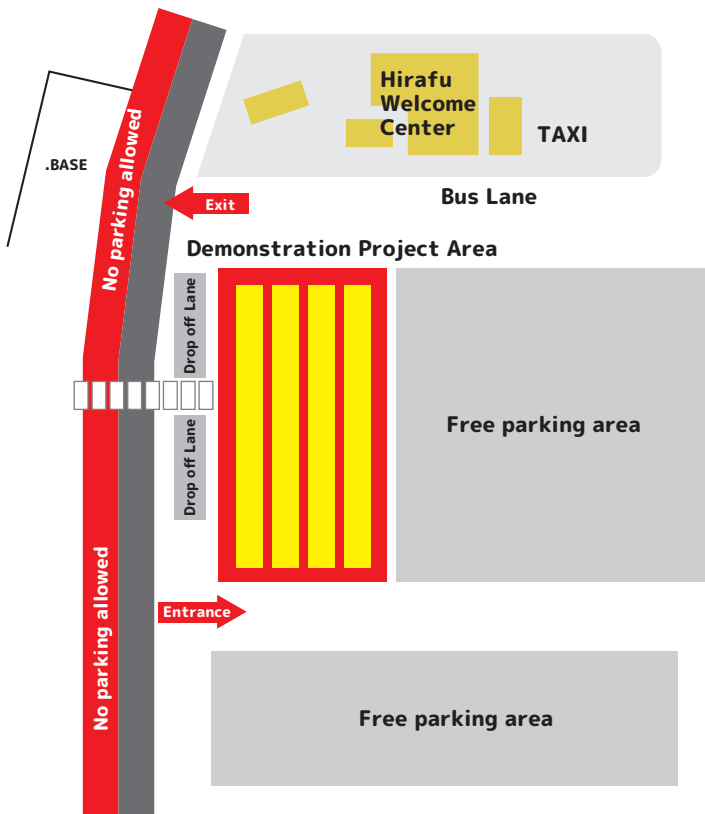 Hirafu
Welcome
Center
TAXI
.BASE
No parking allowed
Exit
Bus Lane
Demonstration Project Area
Drop off Lane
Drop off Lane
Free parking area
No parking allowed
Entrance
Free parking area